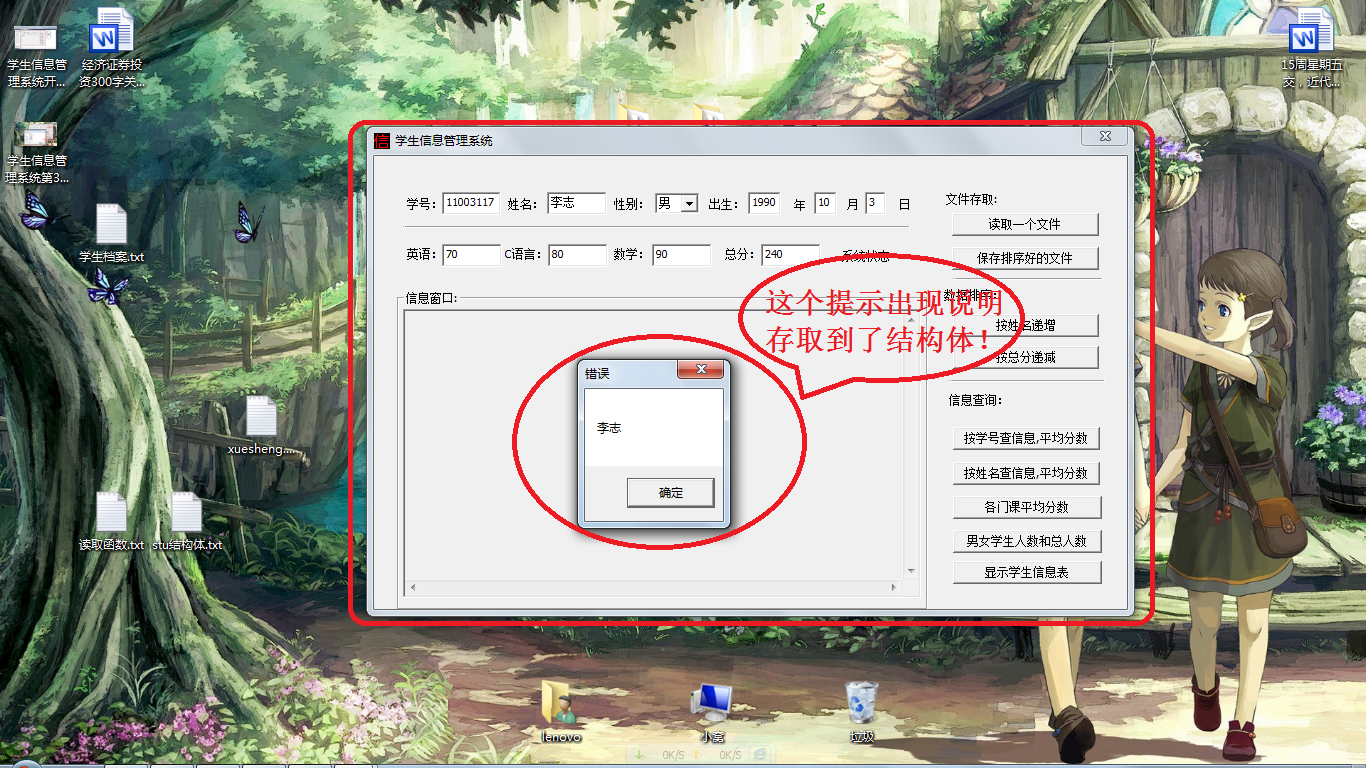 学生信息管
理系统开...
经济证券投
资300字关...
15周星期五
交，近代...
学生信息管
理系统第3...
学生档案.txt
xuesheng....
读取函数.txt
stu结构体.txt
信
学生信息管理系统
学号: 11003117 姓名: 李志 性别: 男 出生: 1990 年 10 月 3 日
英语: 70 C语言: 80 数学: 90 总分: 240 系统状态
信息窗口:
文件存取:
读取一个文件
保存排序好的文件
数据排序:
按姓名递增
按总分递减
信息查询:
按学号查信息,平均分数
按姓名查信息,平均分数
各门课平均分数
男女学生人数和总人数
显示学生信息表
这个提示出现说明
存取到了结构体！
错误
李志
确定
lenovo
小窝
垃圾
0K/S
0K/S